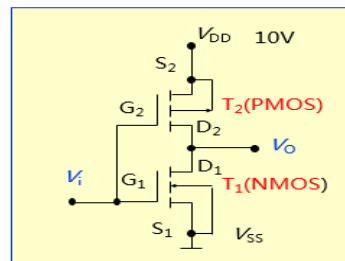 VDD 10V
S2
G2
T2(PMOS)
D2
VO
D1
Vi
G1
T1(NMOS)
S1
VSS